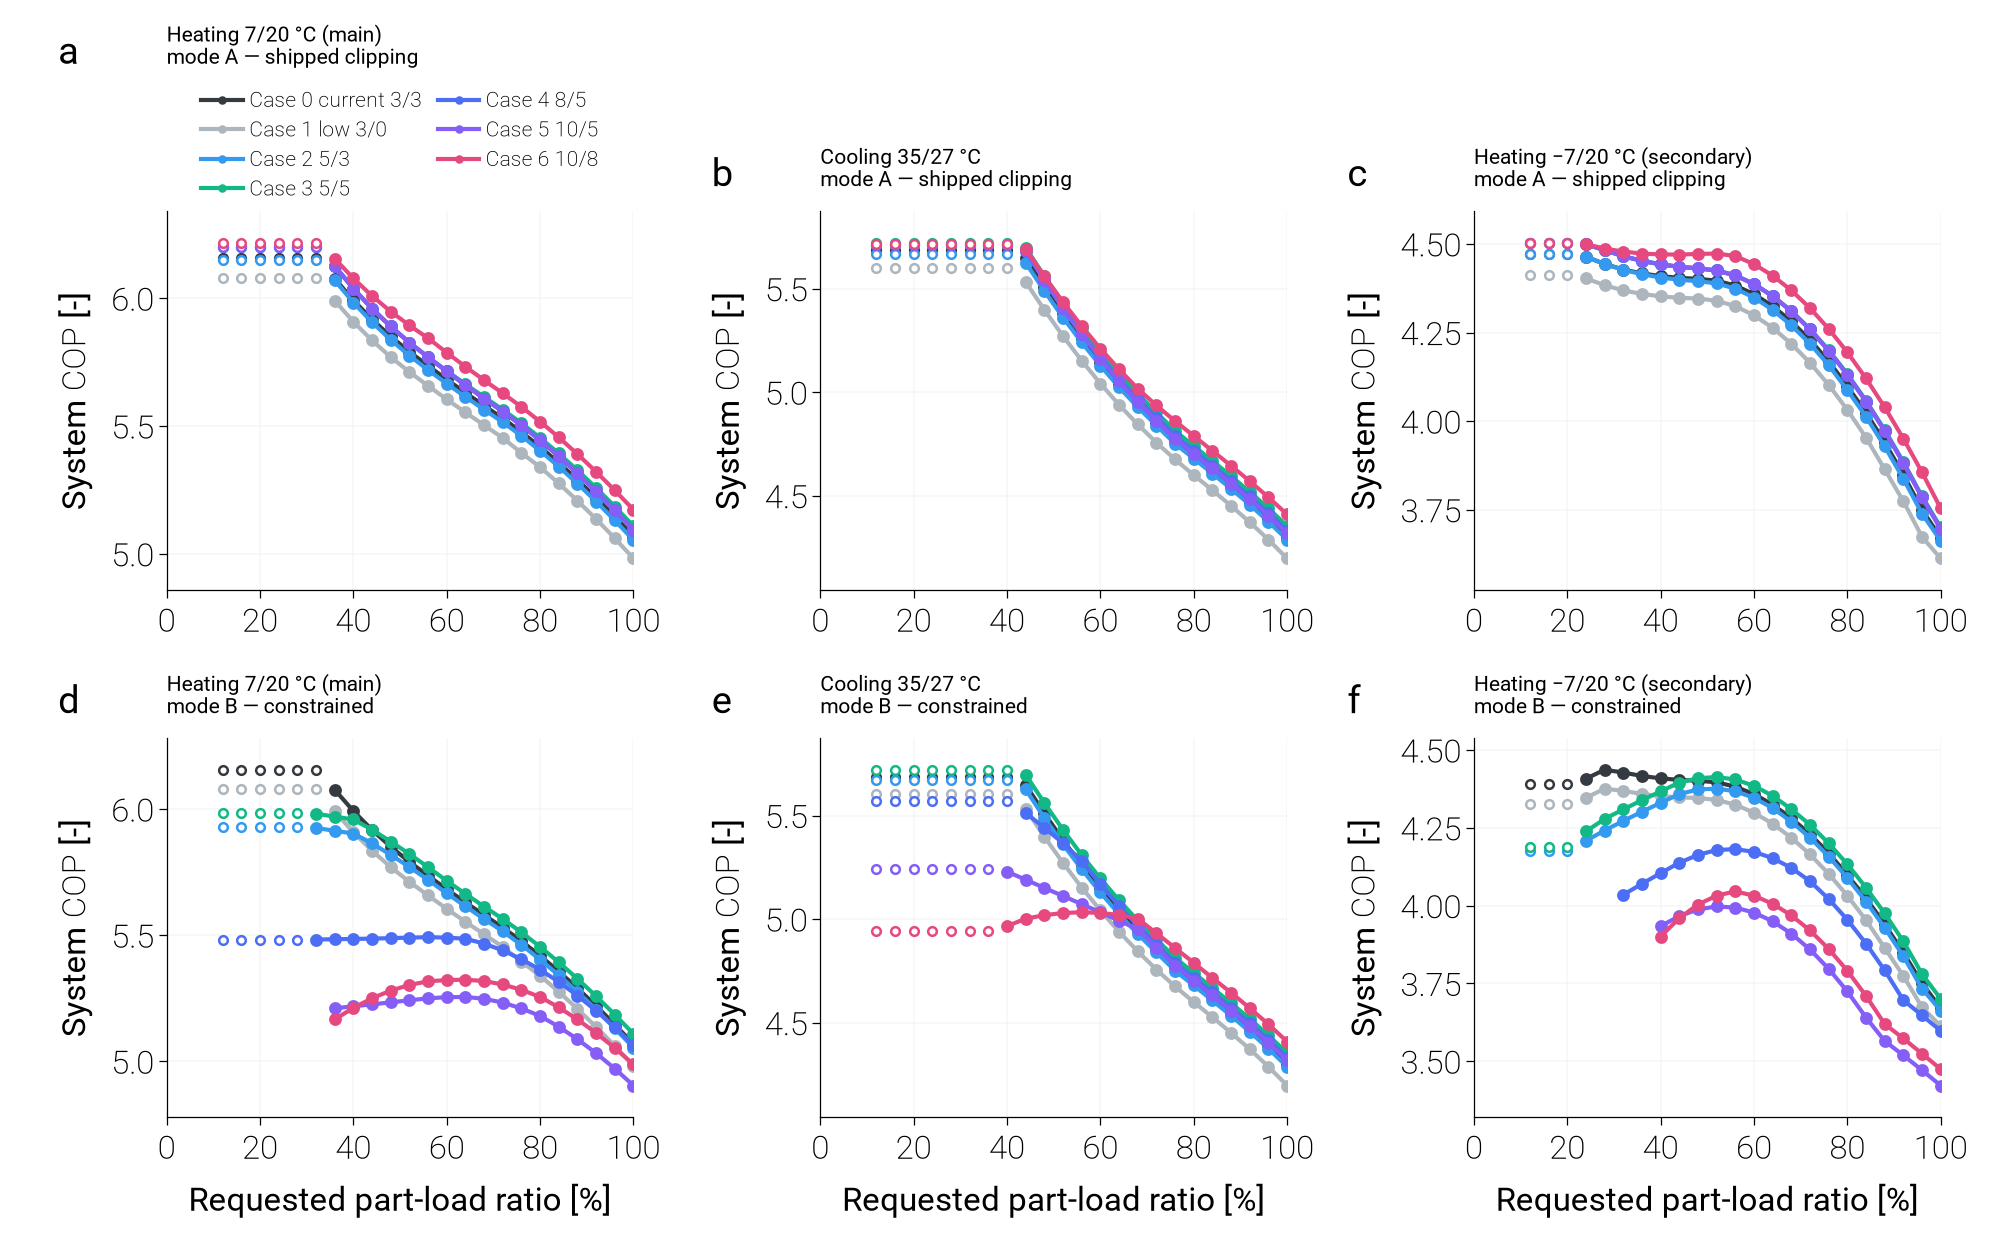 a
Heating 7/20 °C (main)
mode A — shipped clipping
Case 0 current 3/3
Case 1 low 3/0
Case 2 5/3
Case 3 5/5
Case 4 8/5
Case 5 10/5
Case 6 10/8
System COP [-]
6.0
5.5
5.0
0 20 40 60 80 100
b
Cooling 35/27 °C
mode A — shipped clipping
System COP [-]
5.5
5.0
4.5
0 20 40 60 80 100
c
Heating −7/20 °C (secondary)
mode A — shipped clipping
System COP [-]
4.50
4.25
4.00
3.75
0 20 40 60 80 100
d
Heating 7/20 °C (main)
mode B — constrained
System COP [-]
6.0
5.5
5.0
0 20 40 60 80 100
Requested part-load ratio [%]
e
Cooling 35/27 °C
mode B — constrained
System COP [-]
5.5
5.0
4.5
0 20 40 60 80 100
Requested part-load ratio [%]
f
Heating −7/20 °C (secondary)
mode B — constrained
System COP [-]
4.50
4.25
4.00
3.75
3.50
0 20 40 60 80 100
Requested part-load ratio [%]